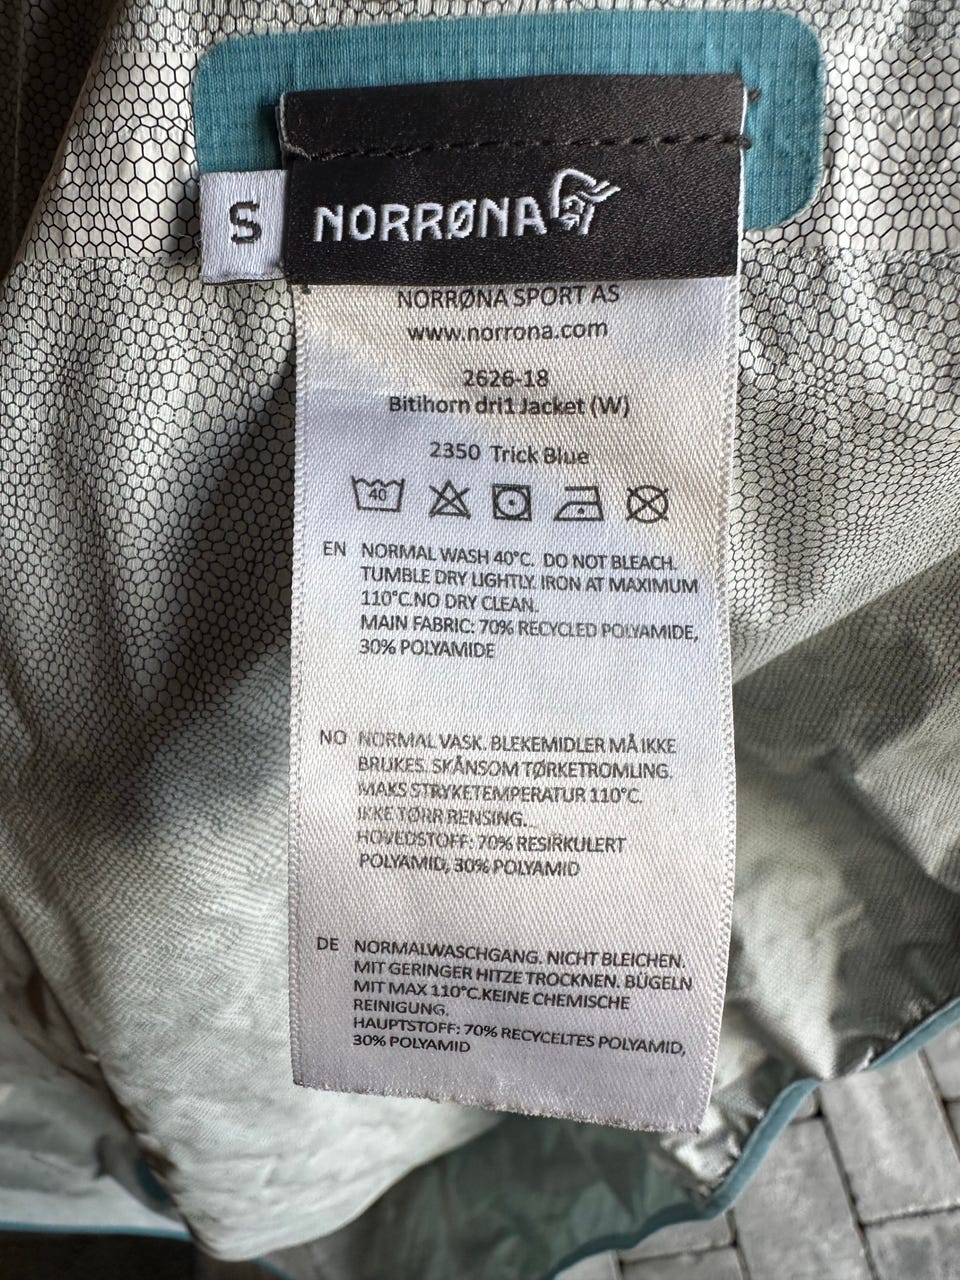 S
NORRØNA
NORRØNA SPORT AS
www.norrona.com
2626-18
Bitihorn dri1 Jacket (W)
2350 Trick Blue
40
EN NORMAL WASH 40°C. DO NOT BLEACH.
TUMBLE DRY LIGHTLY. IRON AT MAXIMUM
110°C.NO DRY CLEAN.
MAIN FABRIC: 70% RECYCLED POLYAMIDE,
30% POLYAMIDE
NO NORMAL VASK. BLEKEMIDLER MÅ IKKE
BRUKES. SKÅNSOM TØRKETROMLING.
MAKS STRYKETEMPERATUR 110°C.
IKKE TØRR RENSING.
HOVEDSTOFF: 70% RESIRKULERT
POLYAMID, 30% POLYAMID
DE NORMALWASCHGANG. NICHT BLEICHEN.
MIT GERINGER HITZE TROCKNEN. BÜGELN
MIT MAX 110°C.KEINE CHEMISCHE
REINIGUNG.
HAUPTSTOFF: 70% RECYCELTES POLYAMID,
30% POLYAMID